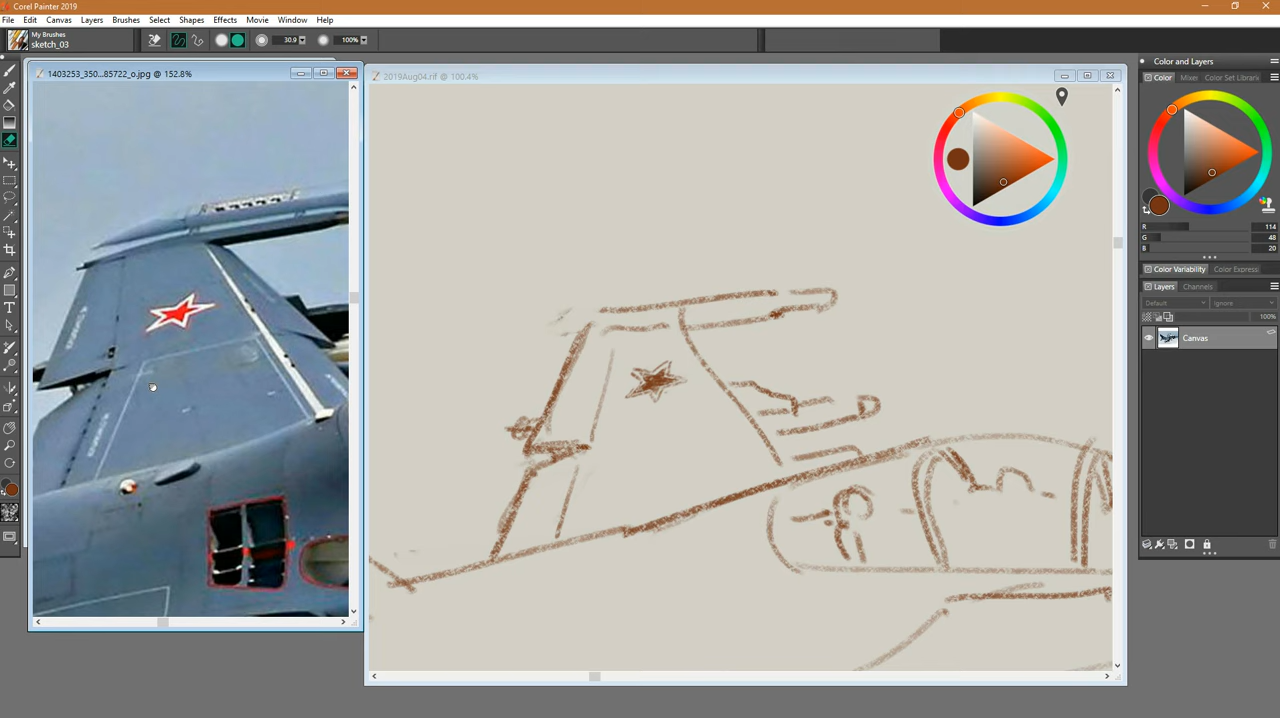 Corel Painter 2019
File Edit Canvas Layers Brushes Select Shapes Effects Movie Window Help
My Brushes
sketch_03
30.9
100%
1403253_350...85722_o.jpg @ 152.8%
2019Aug04.rif @ 100.4%
Color and Layers
Color Mixe Color Set Librari
R 114
G 48
B 20
Color Variability Color Express
Layers Channels
Default Ignore
100%
Canvas